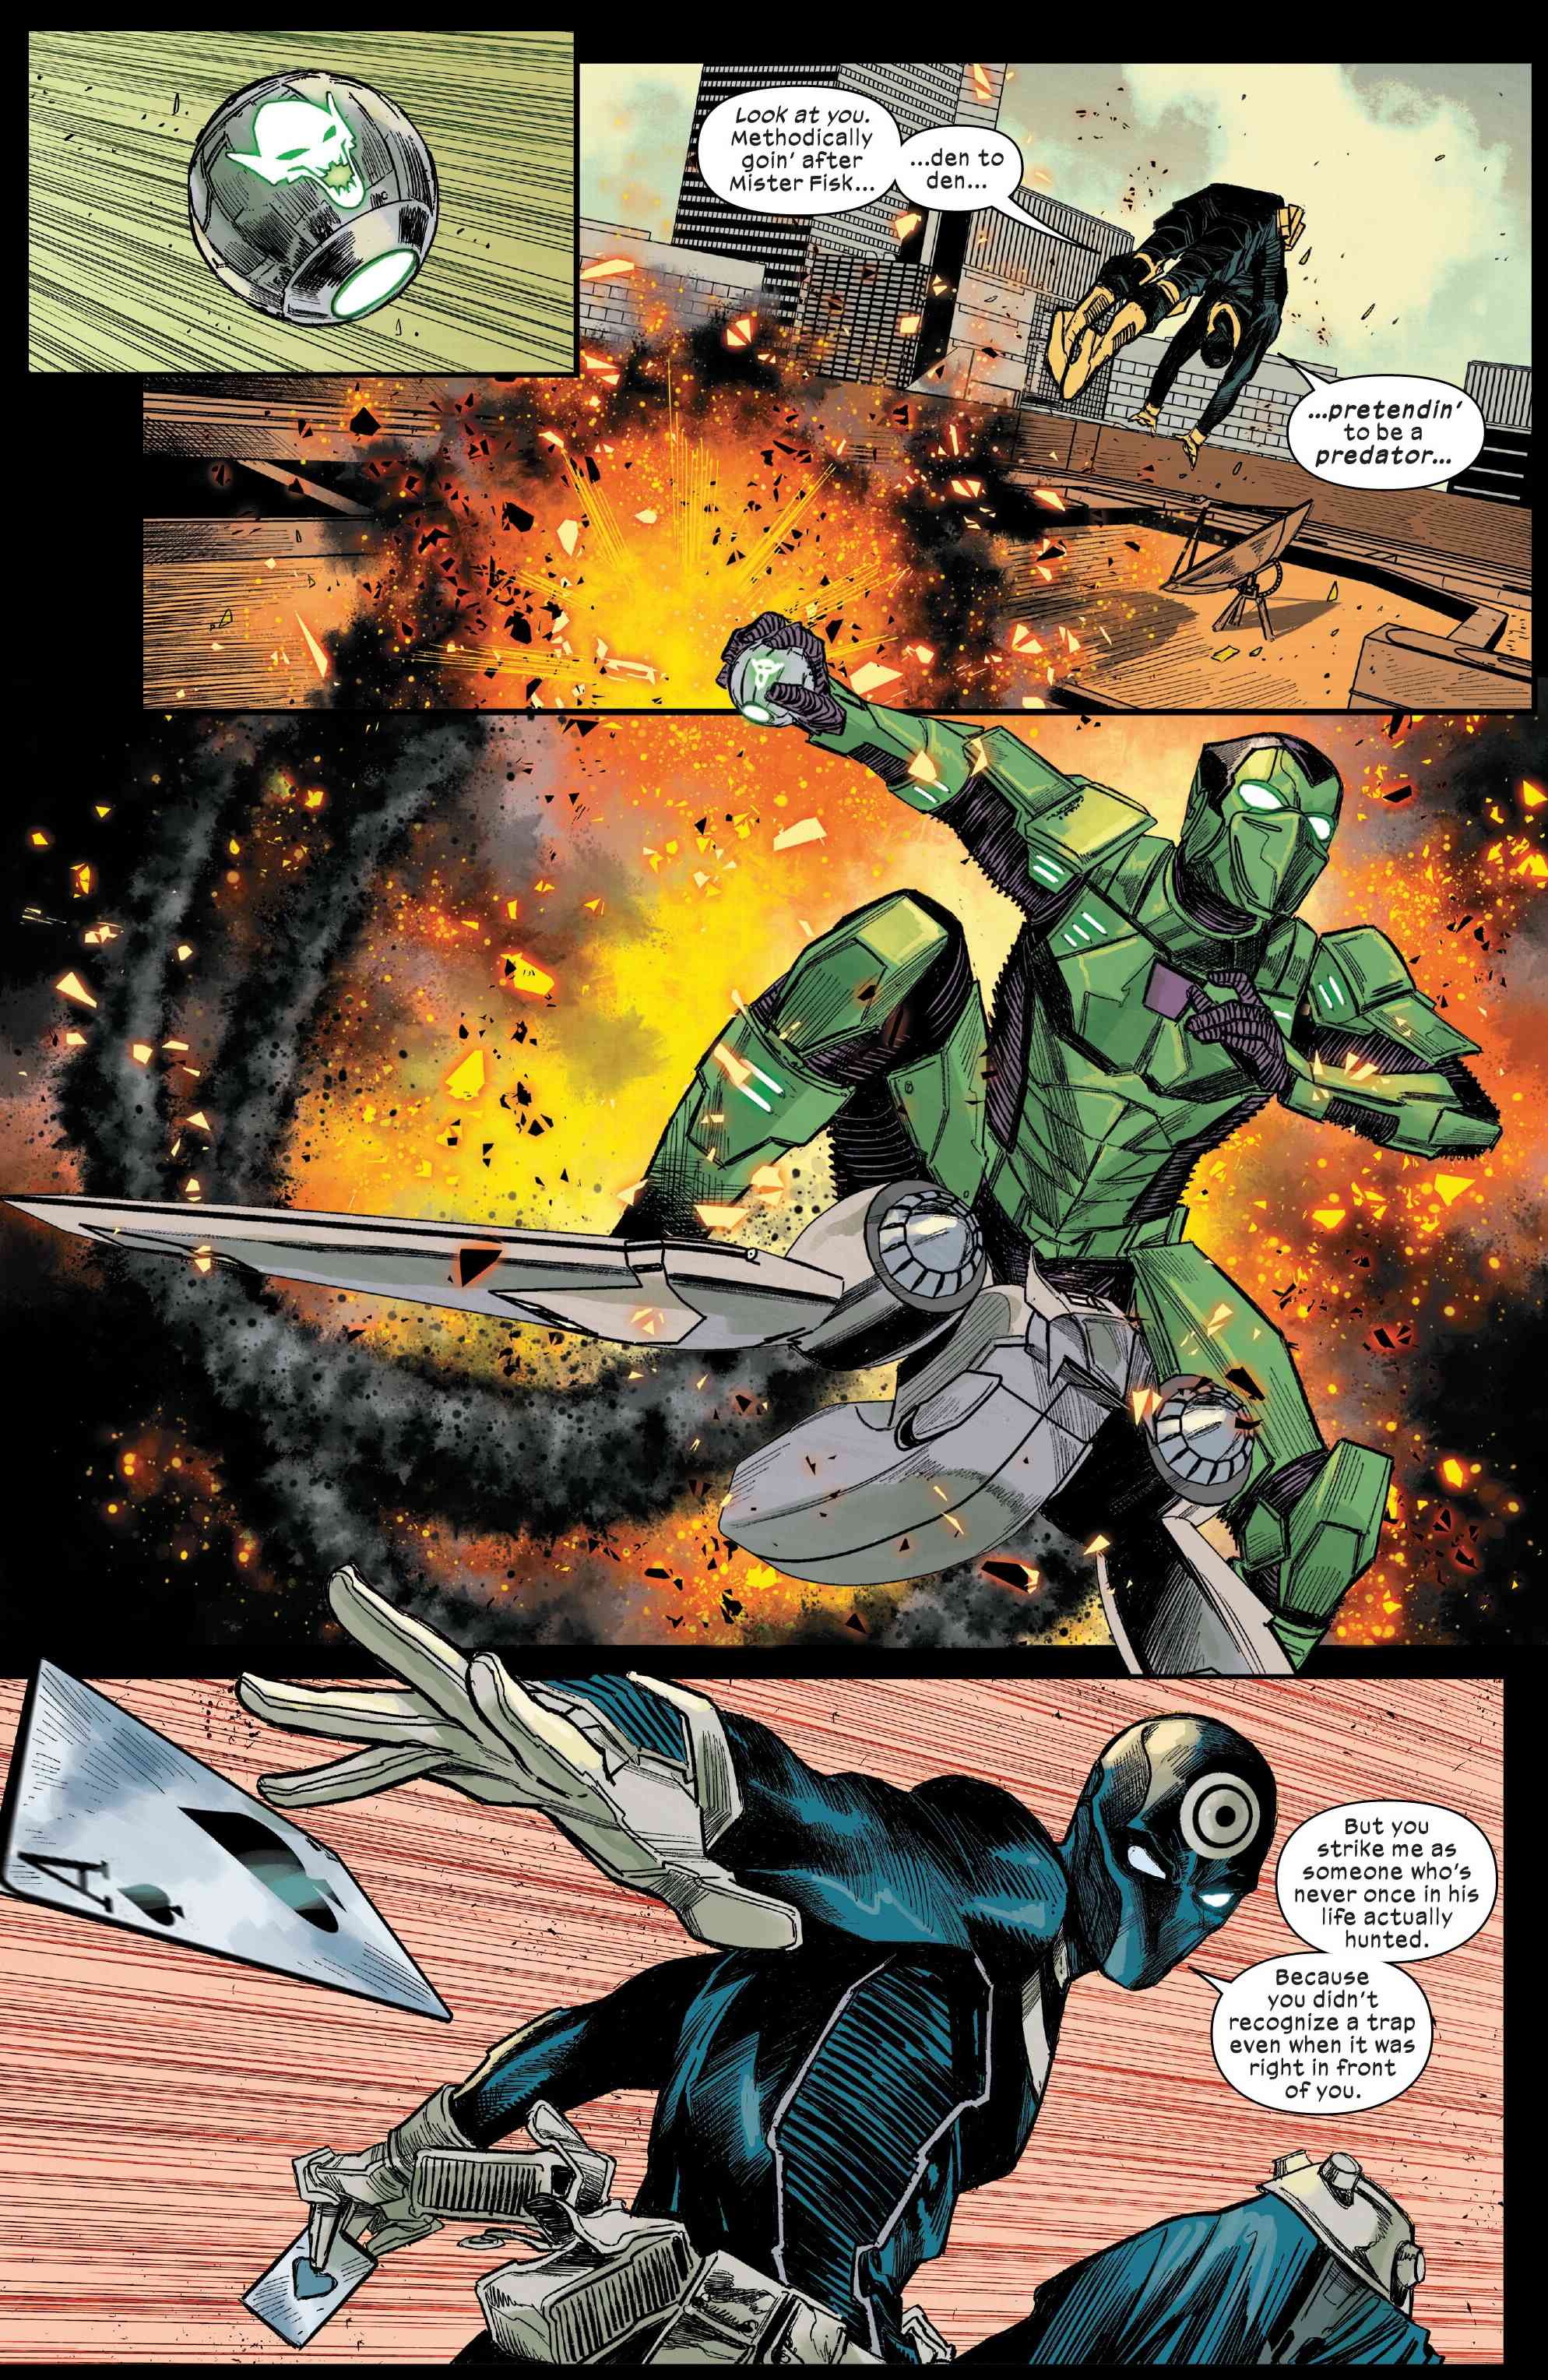 Look at you.
Methodically
goin' after
Mister Fisk...
...den to
den...
...pretendin'
to be a
predator...
But you
strike me as
someone who's
never once in his
life actually
hunted.
Because
you didn't
recognize a trap
even when it was
right in front
of you.
A